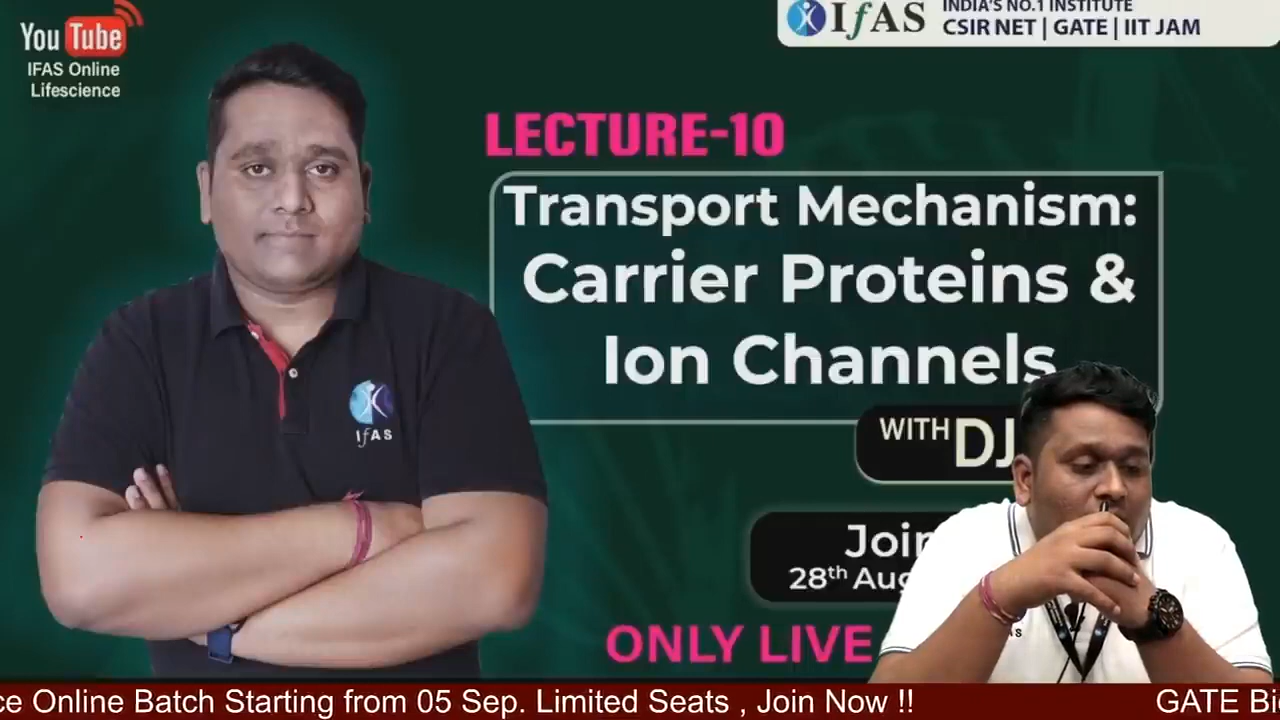 You Tube
IFAS Online
Lifescience
IfAS
INDIA'S NO.1 INSTITUTE
CSIR NET | GATE | IIT JAM
LECTURE-10
Transport Mechanism:
Carrier Proteins &
Ion Channels
WITH DJ
IfAS
Join
28th Aug
ONLY LIVE
ce Online Batch Starting from 05 Sep. Limited Seats , Join Now !!
GATE Bi